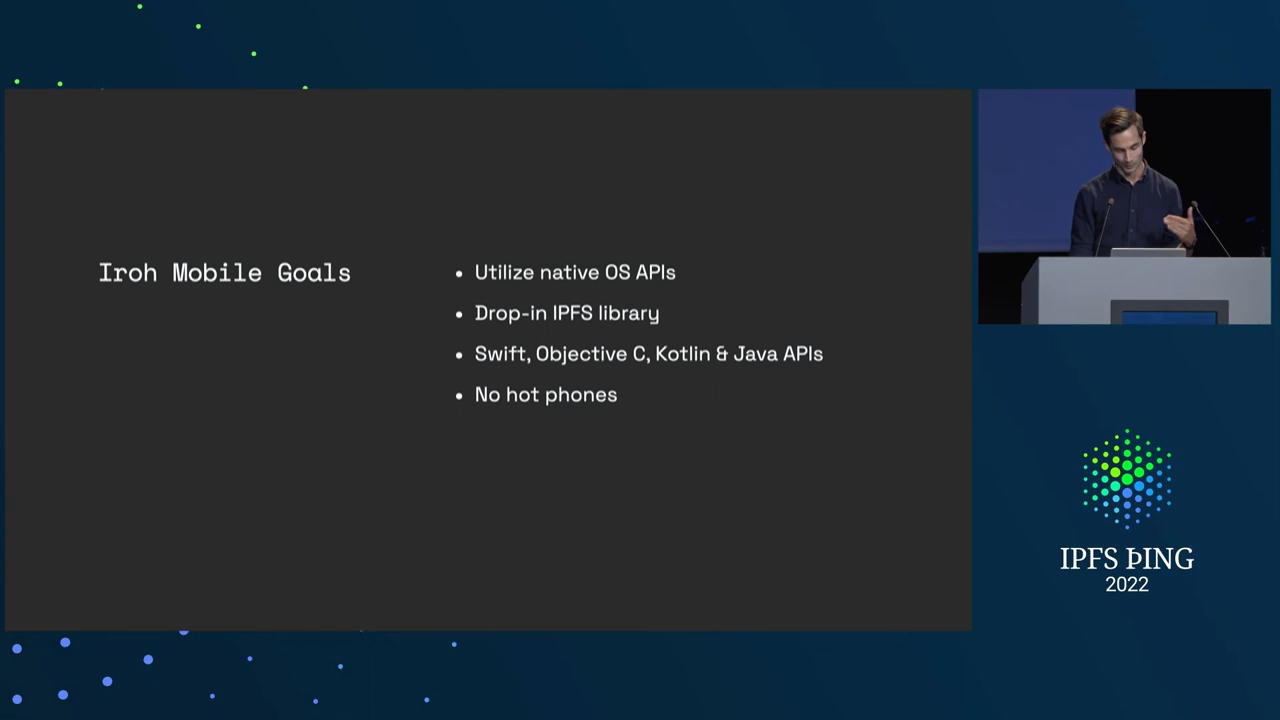 Iroh Mobile Goals
• Utilize native OS APIs
• Drop-in IPFS library
• Swift, Objective C, Kotlin & Java APIs
• No hot phones
IPFS ÞING
2022